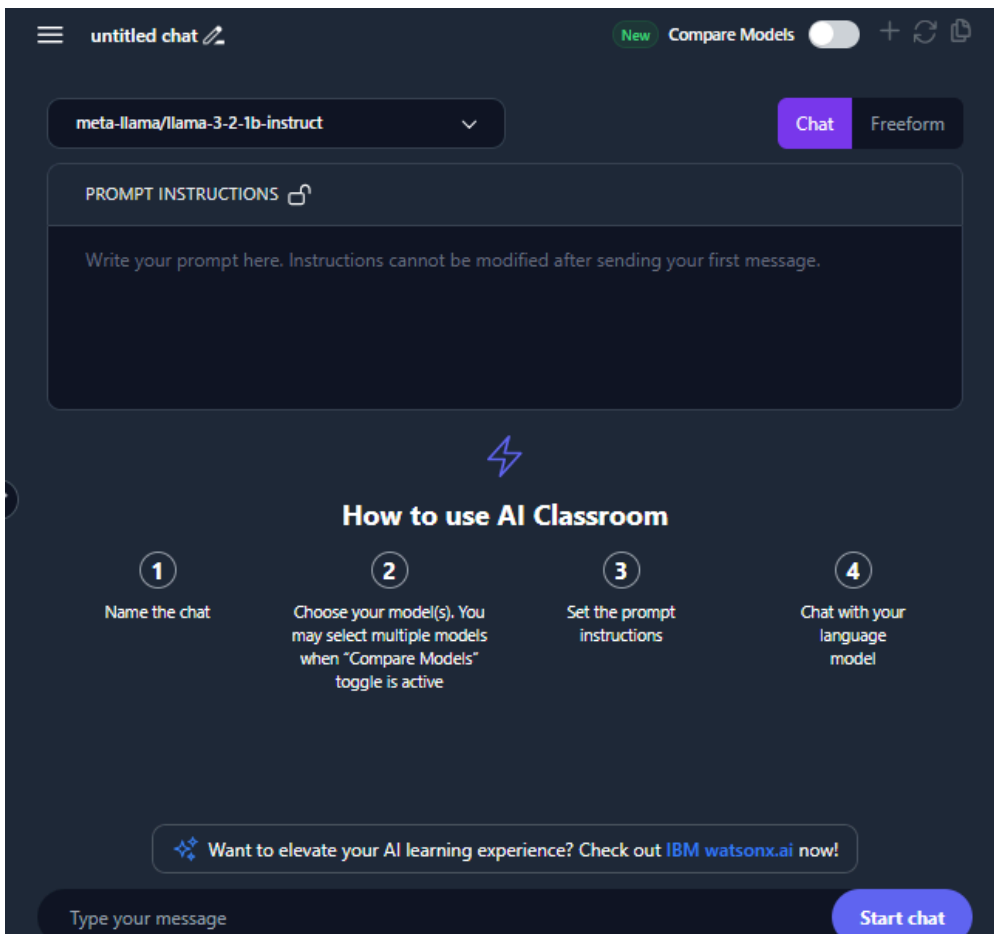 untitled chat
New Compare Models
meta-llama/llama-3-2-1b-instruct
Chat Freeform
PROMPT INSTRUCTIONS
Write your prompt here. Instructions cannot be modified after sending your first message.
How to use AI Classroom
1
Name the chat
2
Choose your model(s). You
may select multiple models
when “Compare Models”
toggle is active
3
Set the prompt
instructions
4
Chat with your
language
model
Want to elevate your AI learning experience? Check out IBM watsonx.ai now!
Type your message
Start chat